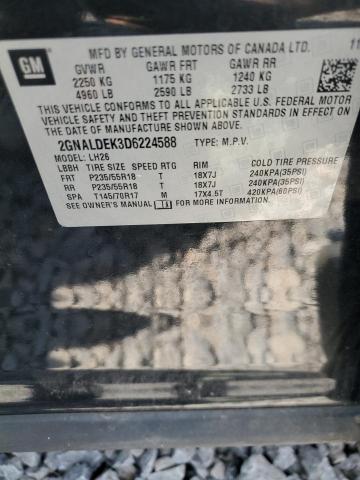 GM
MFD BY GENERAL MOTORS OF CANADA LTD. 11
GVWR GAWR FRT GAWR RR
2250 KG 1175 KG 1240 KG
4960 LB 2590 LB 2733 LB
THIS VEHICLE CONFORMS TO ALL APPLICABLE U.S. FEDERAL MOTOR
VEHICLE SAFETY, BUMPER, AND THEFT PREVENTION STANDARDS IN EFFECT
ON THE DATE OF MANUFACTURE
SHOWN ABOVE.
2GNALDEK3D6224588 TYPE: M.P.V.
MODEL: LH26
LBBH TIRE SIZE SPEED RTG RIM COLD TIRE PRESSURE
FRT P235/55R18 T 18X7J 240KPA(35PSI)
RR P235/55R18 T 18X7J 240KPA(35PSI)
SPA T145/70R17 M 17X4.5T 420KPA(60PSI)
SEE OWNER'S MANUAL FOR MORE INFORMATION